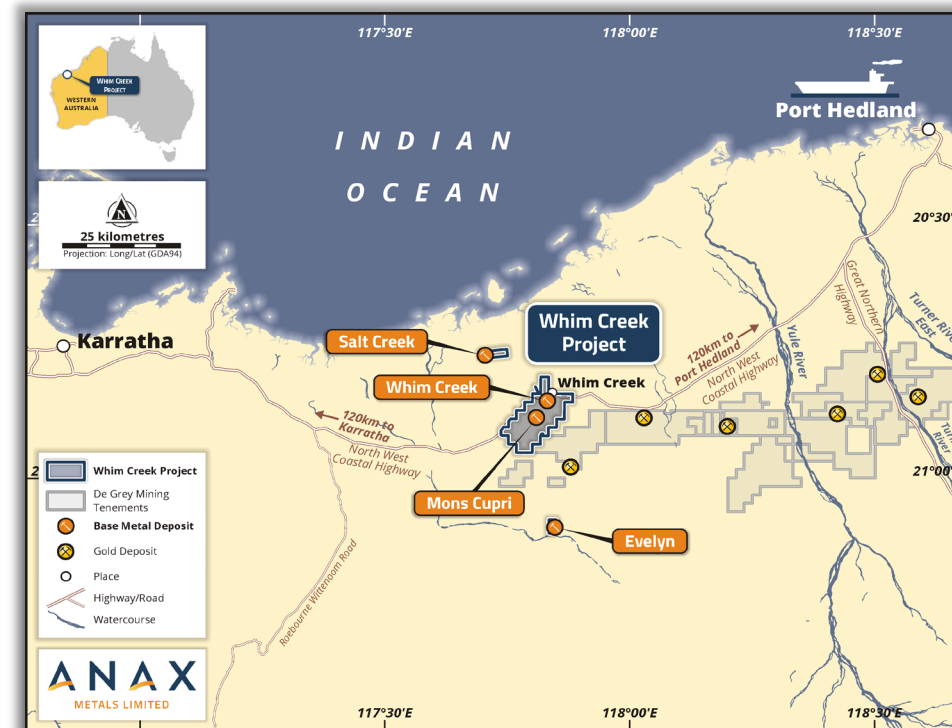 117°30'E
118°00'E
118°30'E
WHIM CREEK
PROJECT
WESTERN
AUSTRALIA
Port Hedland
INDIAN
OCEAN
N
25 kilometres
Projection: Long/Lat (GDA94)
20°30'
Great Northern
Highway
Turner River
East
Karratha
Salt Creek
Whim Creek
Project
120km to
Port Hedland
North West
Coastal Highway
Yule River
Whim Creek
Whim Creek
120km to
Karratha
North West
Coastal Highway
River
21°00'
Mons Cupri
Evelyn
Roebourne Wittenoom Road
Whim Creek Project
De Grey Mining
Tenements
Base Metal Deposit
Gold Deposit
Place
Highway/Road
Watercourse
ANAX
METALS LIMITED
117°30'E
118°00'E
118°30'E